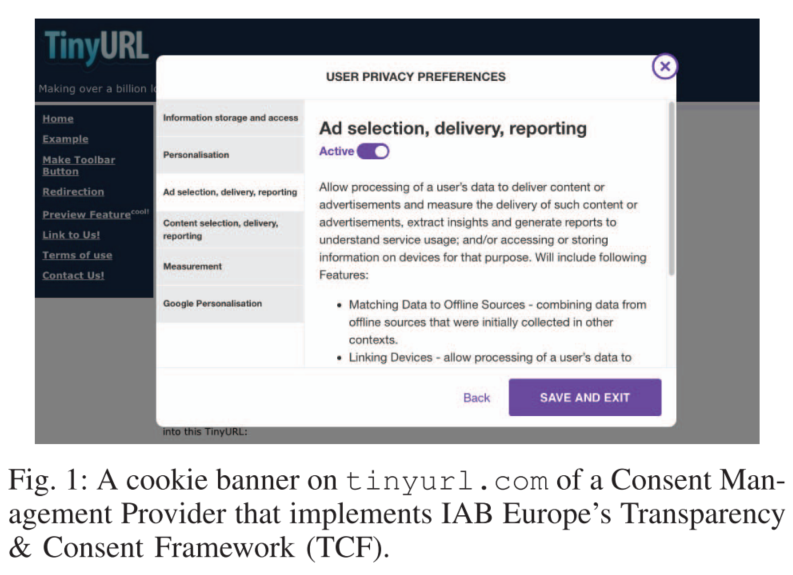 TinyURL
Making over a billion l
Home
Example
Make Toolbar
Button
Redirection
Preview Feature cool!
Link to Us!
Terms of use
Contact Us!
USER PRIVACY PREFERENCES
Information storage and access
Personalisation
Ad selection, delivery, reporting
Content selection, delivery,
reporting
Measurement
Google Personalisation
Ad selection, delivery, reporting
Active
Allow processing of a user's data to deliver content or
advertisements and measure the delivery of such content or
advertisements, extract insights and generate reports to
understand service usage; and/or accessing or storing
information on devices for that purpose. Will include following
Features:
• Matching Data to Offline Sources - combining data from
offline sources that were initially collected in other
contexts.
• Linking Devices - allow processing of a user's data to
Back
SAVE AND EXIT
into this TinyURL:
Fig. 1: A cookie banner on tinyurl.com of a Consent Man-
agement Provider that implements IAB Europe's Transparency
& Consent Framework (TCF).